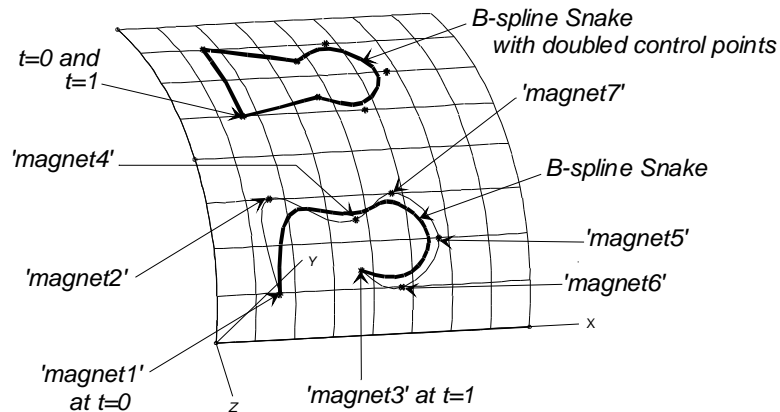 B-spline Snake
with doubled control points
t=0 and
t=1
'magnet7'
'magnet4'
B-spline Snake
'magnet5'
'magnet2'
Y
'magnet6'
X
'magnet1'
at t=0
'magnet3' at t=1
Z